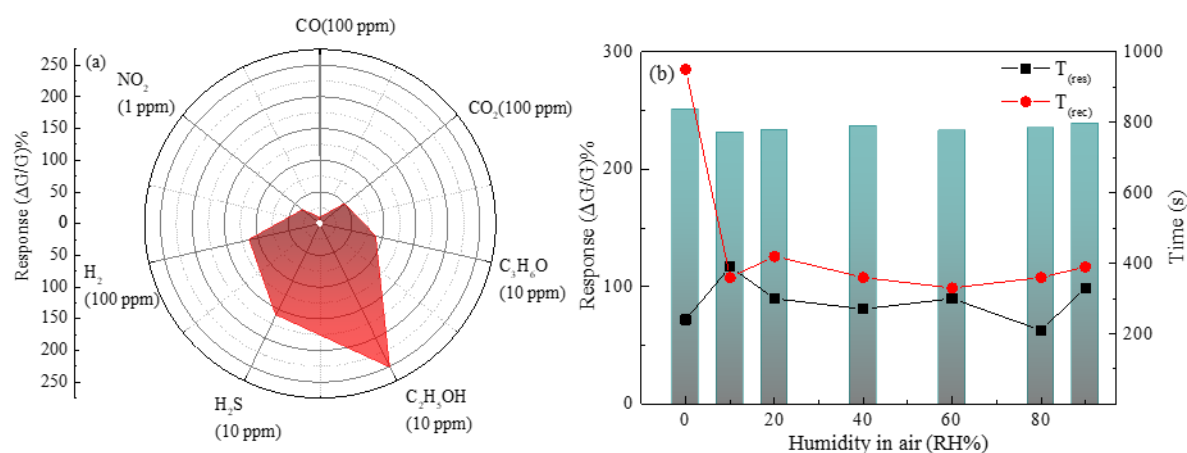 (a)
CO(100 ppm)
CO₂(100 ppm)
C₃H₆O
(10 ppm)
C₂H₅OH
(10 ppm)
H₂S
(10 ppm)
H₂
(100 ppm)
NO₂
(1 ppm)
Response (ΔG/G)%
250
200
150
100
50
0
50
100
150
200
250
(b)
T(res)
T(rec)
Response (ΔG/G)%
300
200
100
0
Time (s)
1000
800
600
400
200
0
20
40
60
80
Humidity in air (RH%)